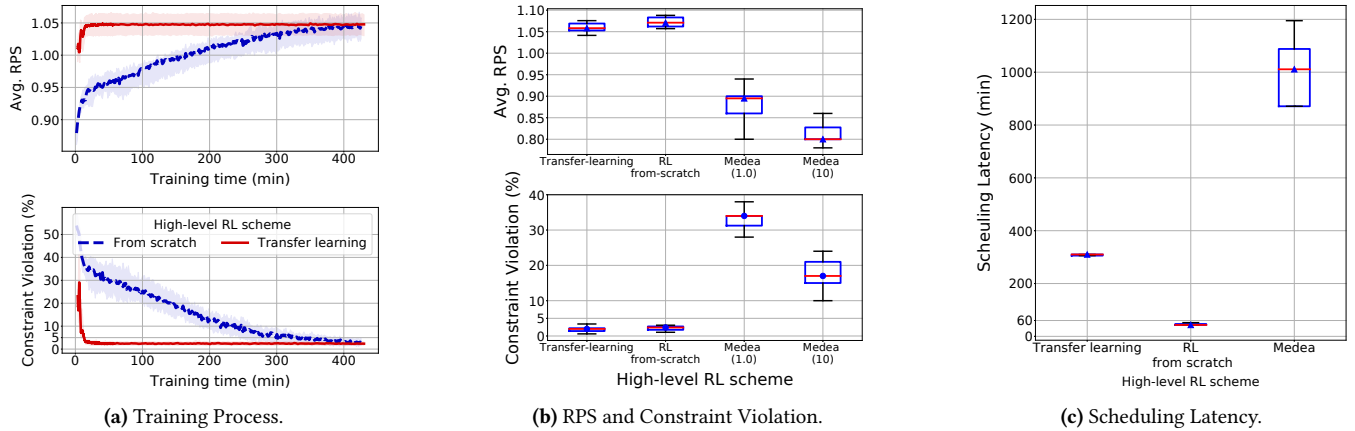 1.05
1.00
0.95
0.90
Avg. RPS
0 100 200 300 400
Training time (min)
50
40
30
20
10
5
0
Constraint Violation (%)
High-level RL scheme
From scratch Transfer learning
0 100 200 300 400
Training time (min)
(a) Training Process.
1.10
1.05
1.00
0.95
0.90
0.85
0.80
Avg. RPS
Transfer-learning RL Medea Medea
from-scratch (1.0) (10)
40
30
20
10
5
0
Constraint Violation (%)
Transfer-learning RL Medea Medea
from-scratch (1.0) (10)
High-level RL scheme
(b) RPS and Constraint Violation.
1200
1000
800
600
400
300
200
60
0
Scheuling Latency (min)
Transfer learning RL Medea
from scratch
High-level RL scheme
(c) Scheduling Latency.